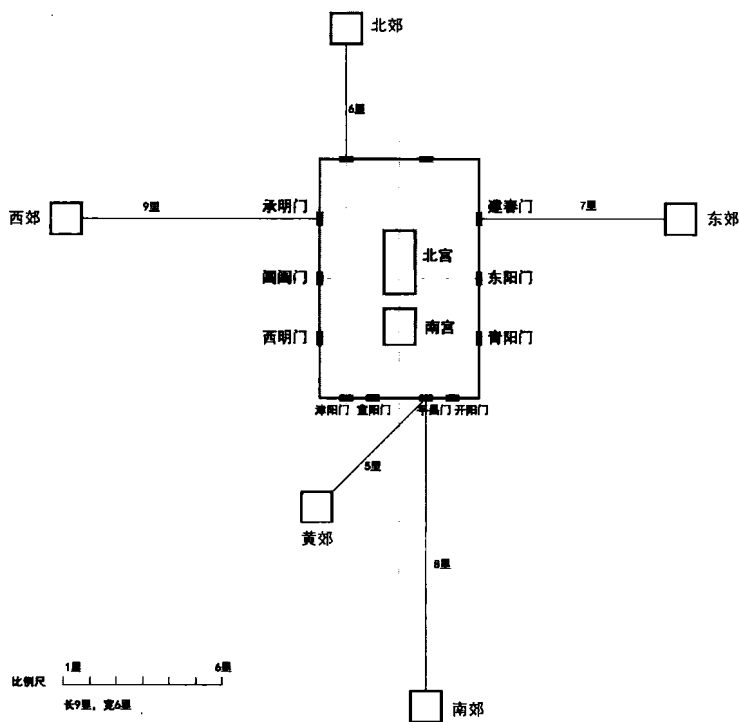 北郊
6里
承明门
建春门
西郊
9里
7里
东郊
北宫
阊阖门
东阳门
南宫
西明门
青阳门
津阳门
宣阳门
平昌门
开阳门
5里
黄郊
8里
1里
6里
比例尺
长9里，宽6里
南郊